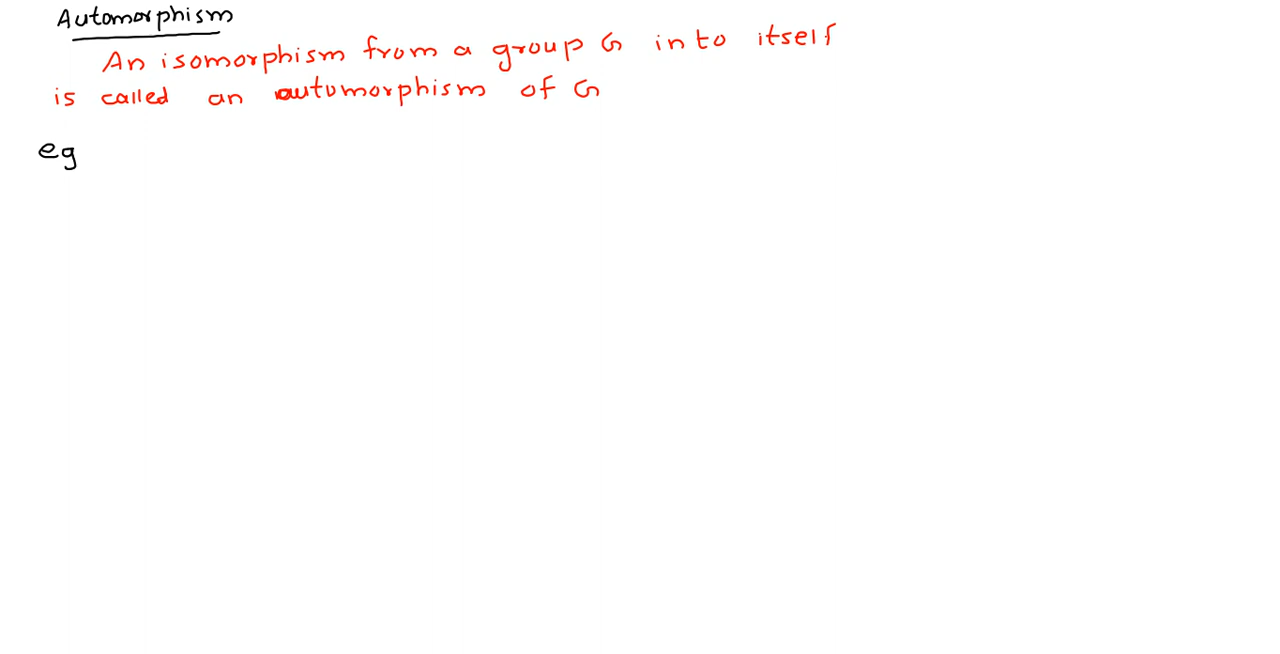 Automorphism
An isomorphism from a group G into itself
is called an automorphism of G
eg